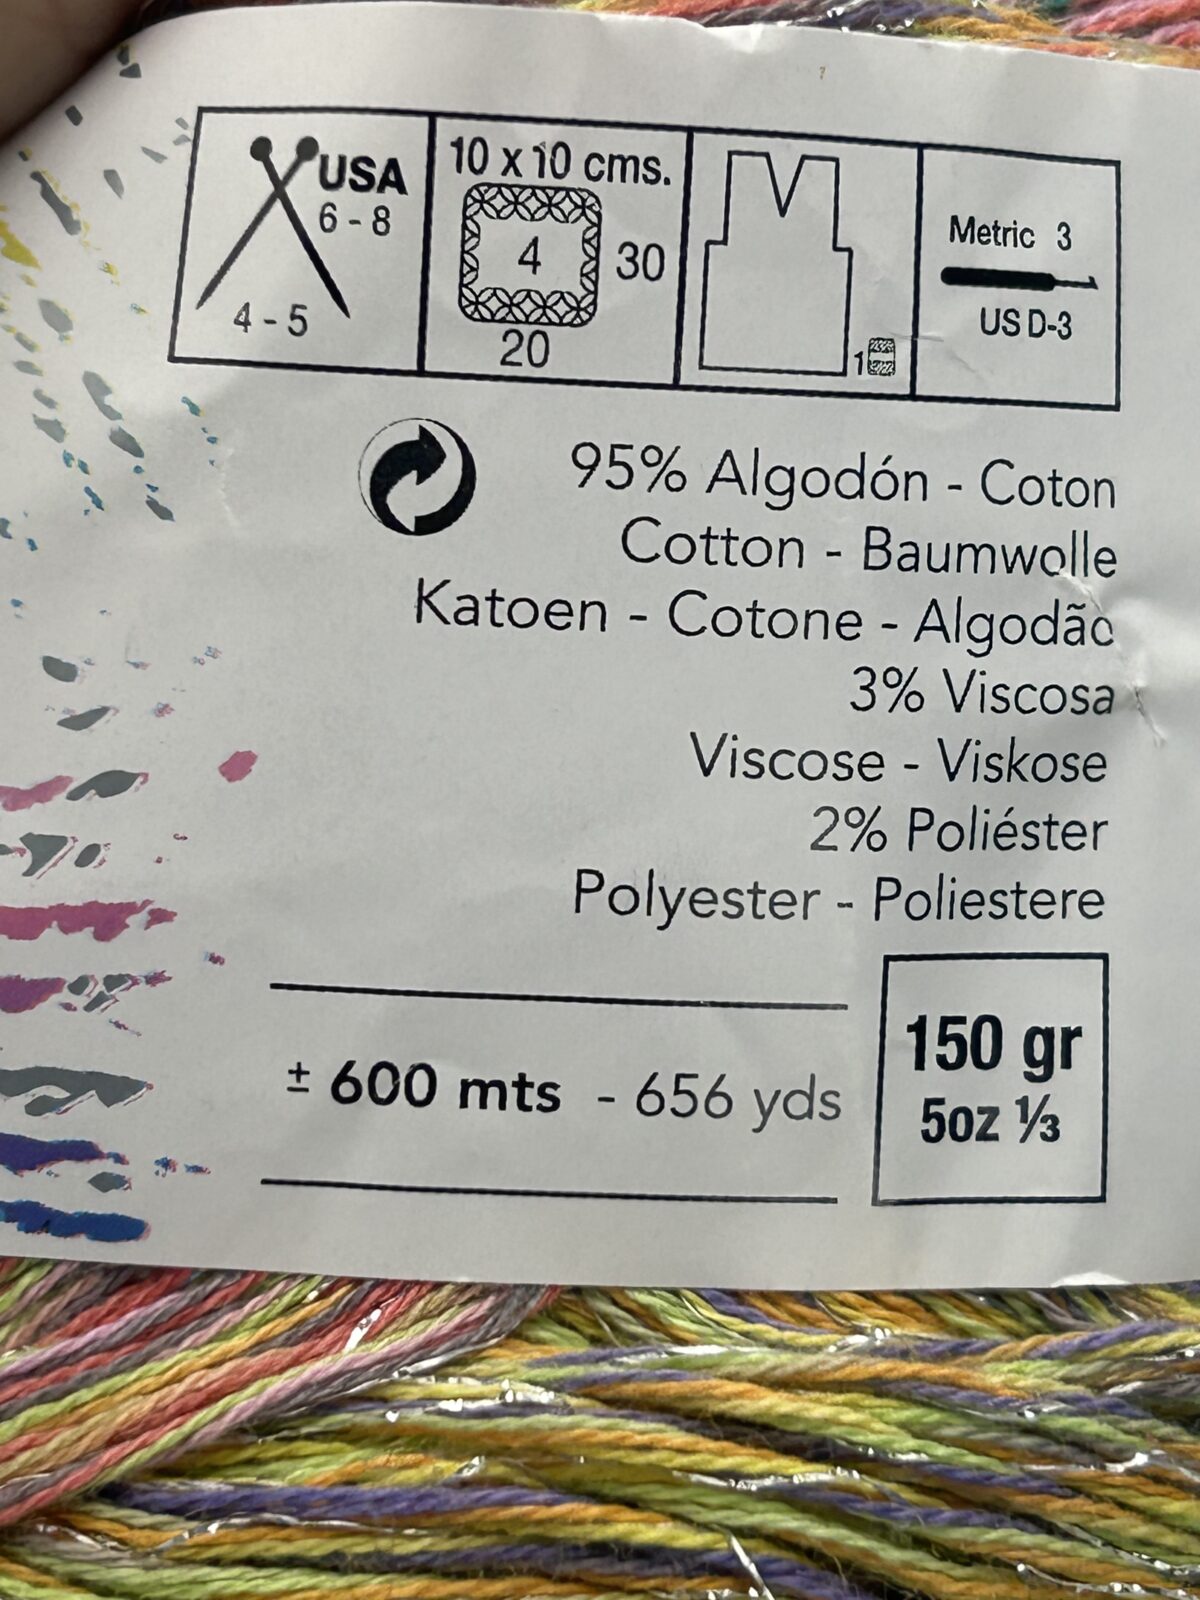 USA
6 - 8
4 - 5
10 x 10 cms.
4
30
20
1
Metric 3
US D-3
95% Algodón - Coton
Cotton - Baumwolle
Katoen - Cotone - Algodão
3% Viscosa
Viscose - Viskose
2% Poliéster
Polyester - Poliestere
± 600 mts - 656 yds
150 gr
5oz ⅓